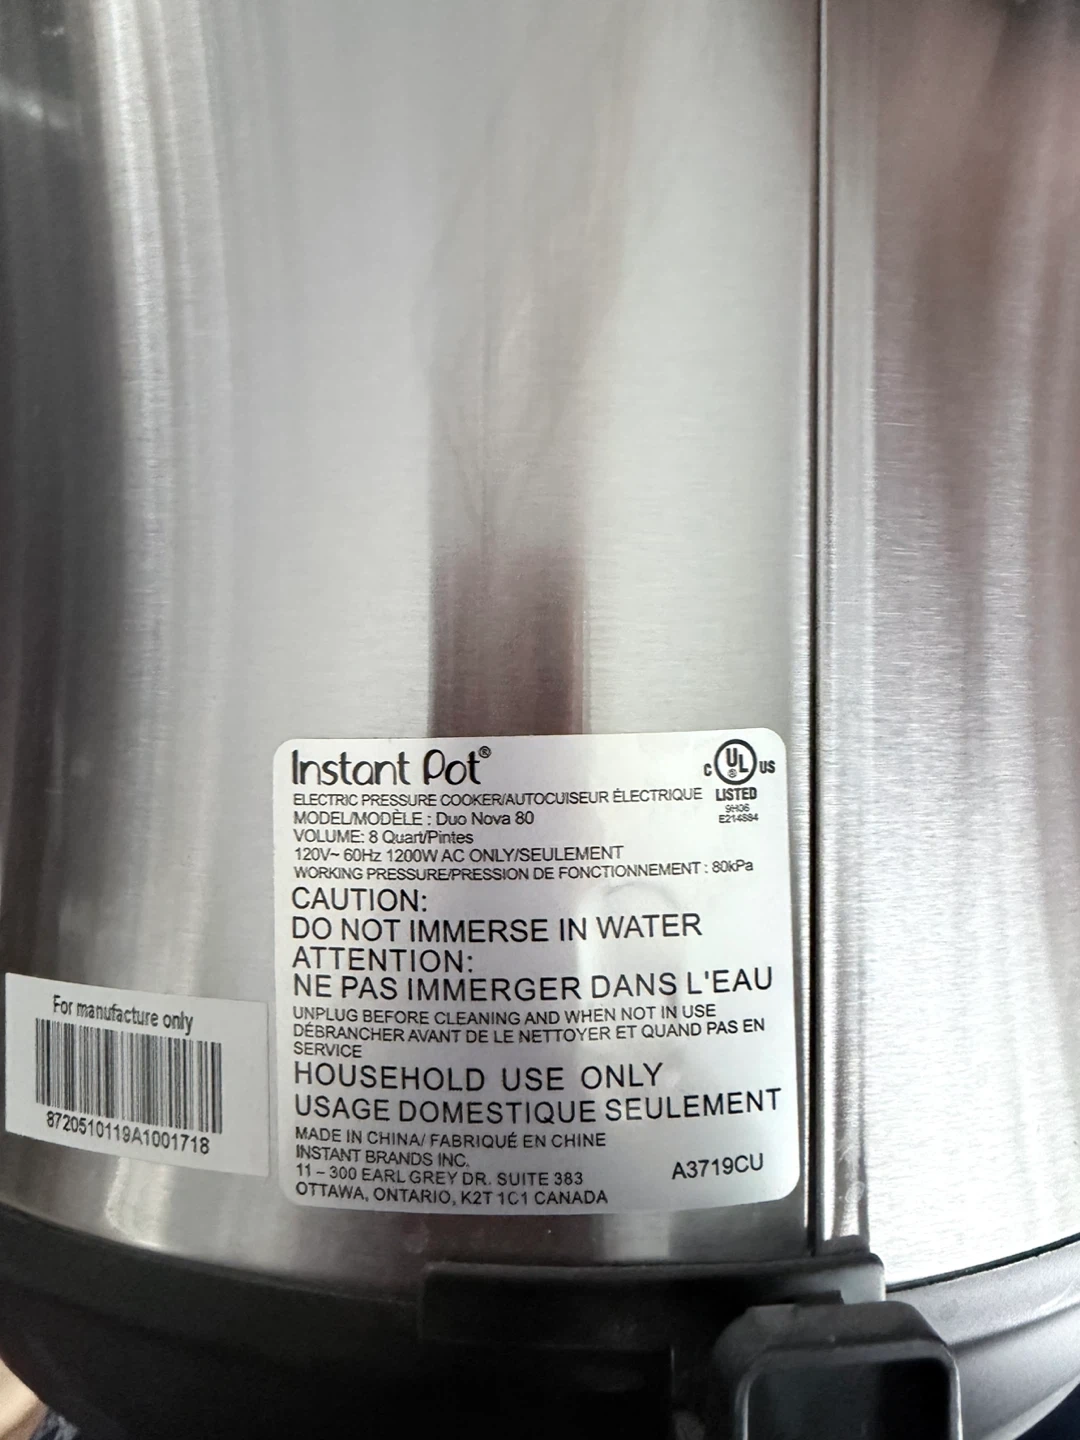 Instant Pot®
ELECTRIC PRESSURE COOKER/AUTOCUISEUR ÉLECTRIQUE
MODEL/MODÈLE : Duo Nova 80
VOLUME: 8 Quart/Pintes
120V~ 60Hz 1200W AC ONLY/SEULEMENT
WORKING PRESSURE/PRESSION DE FONCTIONNEMENT : 80kPa
C UL® US
LISTED
9H06
E214884
CAUTION:
DO NOT IMMERSE IN WATER
ATTENTION:
NE PAS IMMERGER DANS L'EAU
UNPLUG BEFORE CLEANING AND WHEN NOT IN USE
DÉBRANCHER AVANT DE LE NETTOYER ET QUAND PAS EN
SERVICE
HOUSEHOLD USE ONLY
USAGE DOMESTIQUE SEULEMENT
MADE IN CHINA/ FABRIQUÉ EN CHINE
INSTANT BRANDS INC.
11 – 300 EARL GREY DR. SUITE 383
OTTAWA, ONTARIO, K2T 1C1 CANADA
A3719CU
For manufacture only
8720510119A1001718